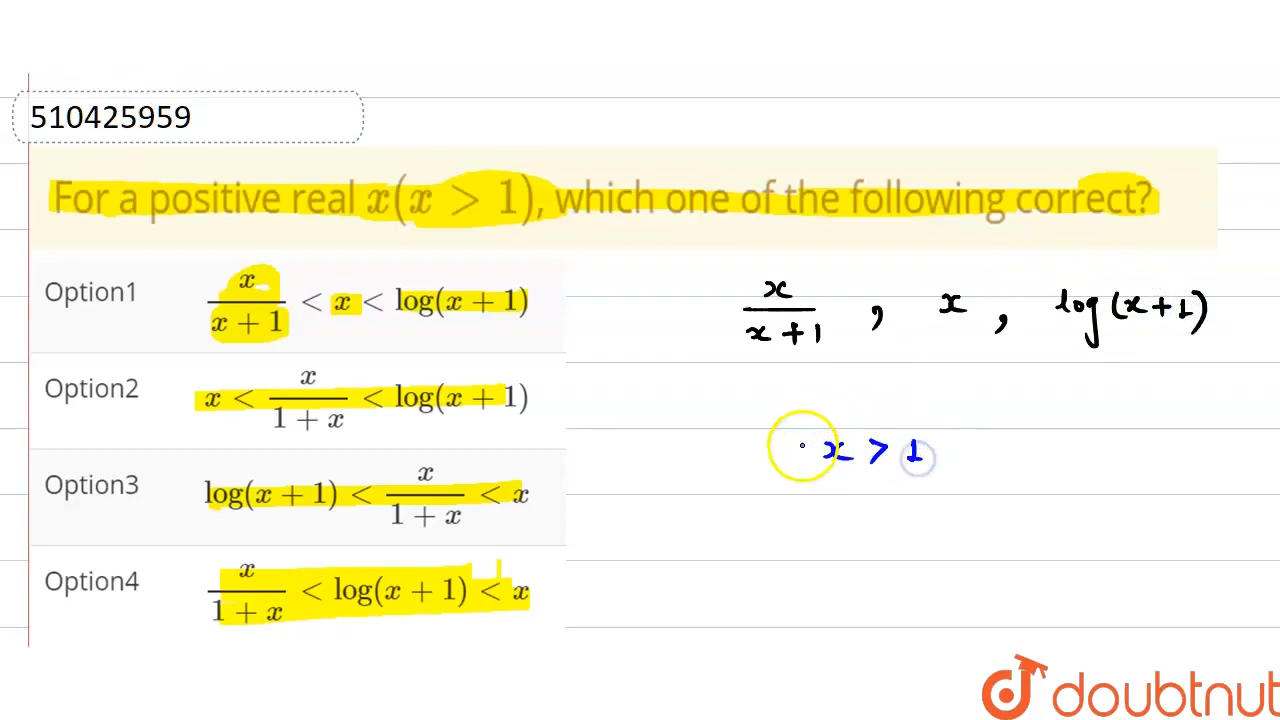 510425959
For a positive real x(x > 1), which one of the following correct?
Option1 x/(x + 1) < x < log(x + 1)
Option2 x < x/(1 + x) < log(x + 1)
Option3 log(x + 1) < x/(1 + x) < x
Option4 x/(1 + x) < log(x + 1) < x
x/(x + 1) , x , log(x + 1)
x > 1
doubtnut